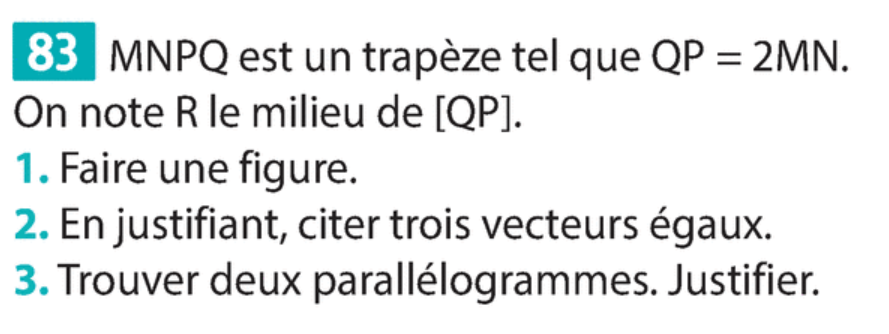 83 MNPQ est un trapèze tel que QP = 2MN.
On note R le milieu de [QP].
1. Faire une figure.
2. En justifiant, citer trois vecteurs égaux.
3. Trouver deux parallélogrammes. Justifier.